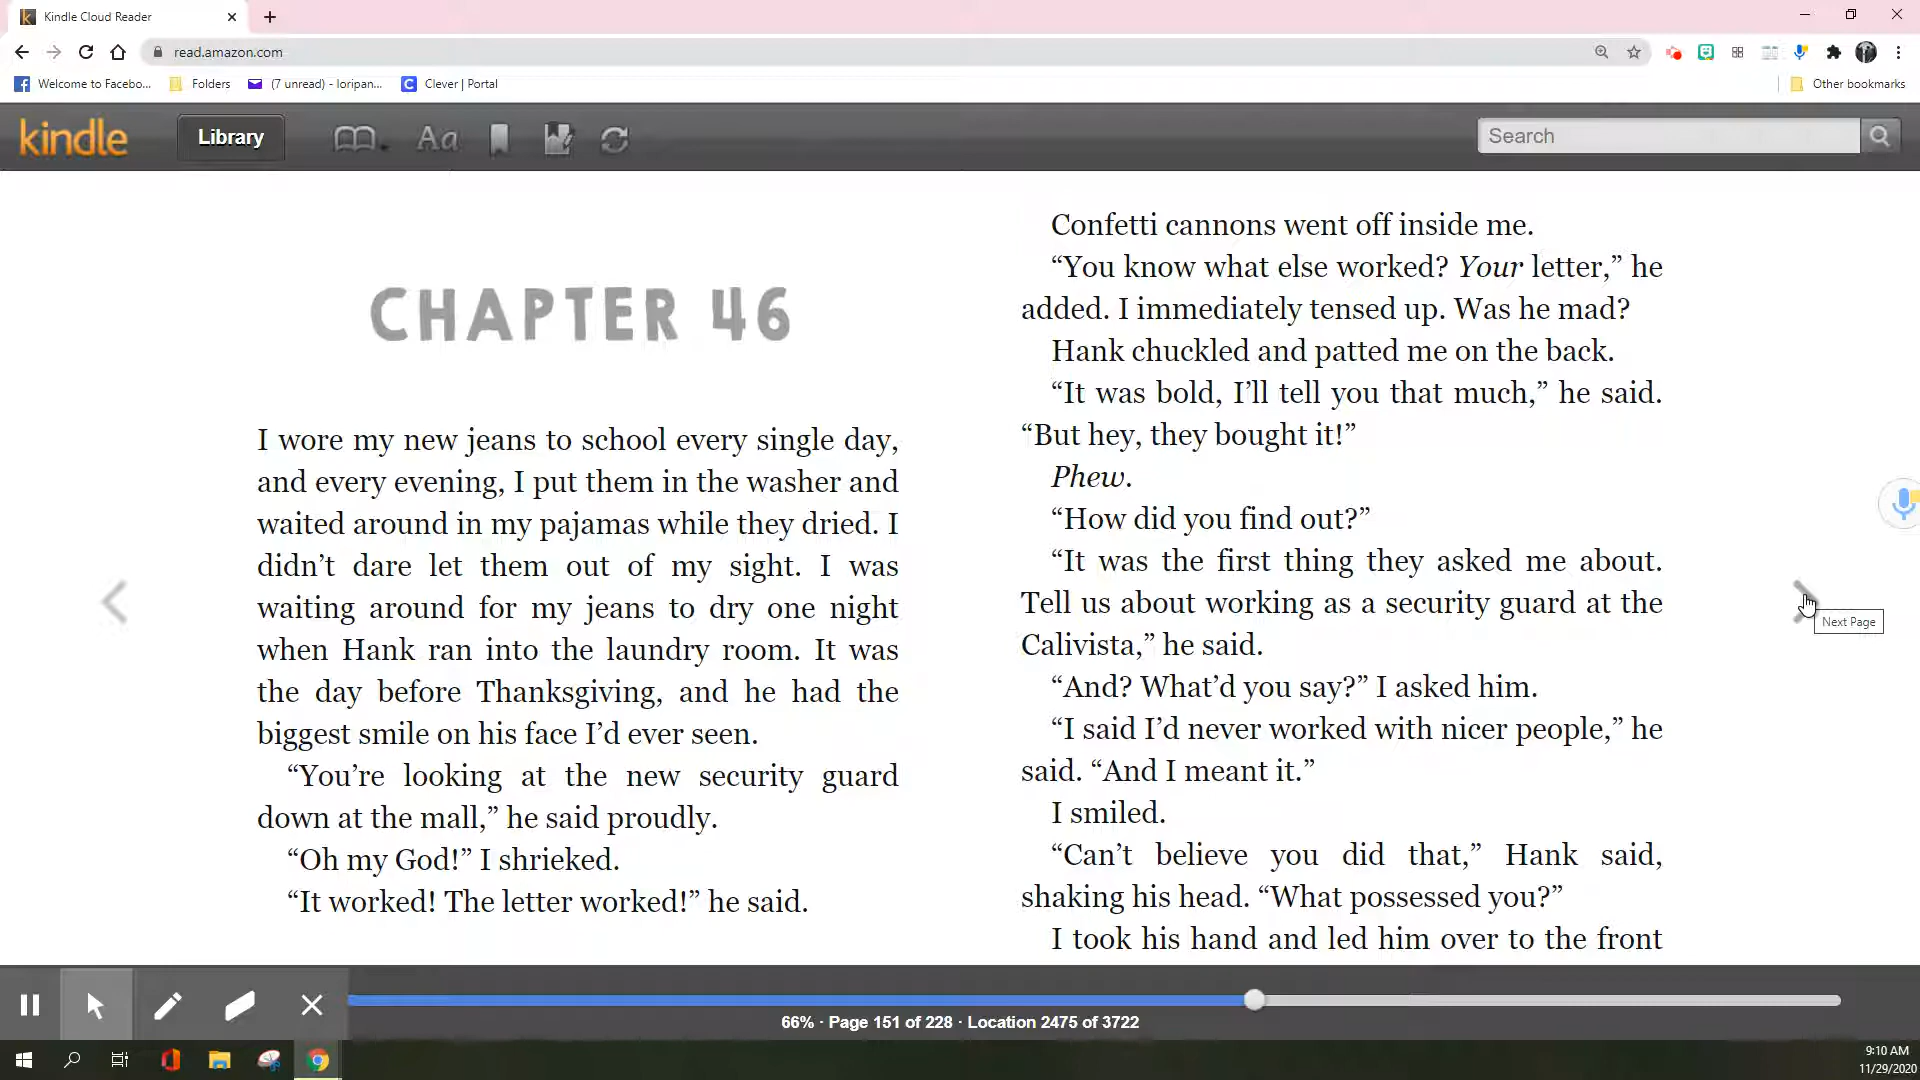 Kindle Cloud Reader
read.amazon.com
Welcome to Facebo...
Folders
(7 unread) - loripan...
Clever | Portal
Other bookmarks
kindle
Library
Aa
Search
CHAPTER 46
I wore my new jeans to school every single day,
and every evening, I put them in the washer and
waited around in my pajamas while they dried. I
didn’t dare let them out of my sight. I was
waiting around for my jeans to dry one night
when Hank ran into the laundry room. It was
the day before Thanksgiving, and he had the
biggest smile on his face I’d ever seen.
“You’re looking at the new security guard
down at the mall,” he said proudly.
“Oh my God!” I shrieked.
“It worked! The letter worked!” he said.
Confetti cannons went off inside me.
“You know what else worked? Your letter,” he
added. I immediately tensed up. Was he mad?
Hank chuckled and patted me on the back.
“It was bold, I’ll tell you that much,” he said.
“But hey, they bought it!”
Phew.
“How did you find out?”
“It was the first thing they asked me about.
Tell us about working as a security guard at the
Calivista,” he said.
“And? What’d you say?” I asked him.
“I said I’d never worked with nicer people,” he
said. “And I meant it.”
I smiled.
“Can’t believe you did that,” Hank said,
shaking his head. “What possessed you?”
I took his hand and led him over to the front
Next Page
66% · Page 151 of 228 · Location 2475 of 3722
9:10 AM
11/29/2020